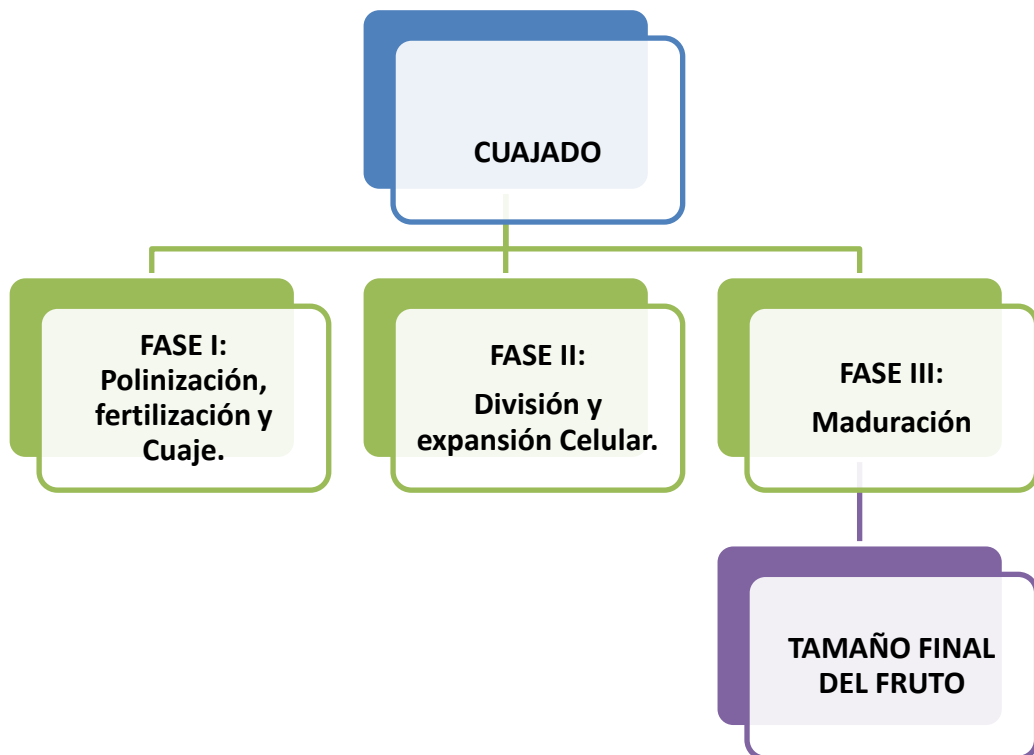 CUAJADO
FASE I:
Polinización,
fertilización y
Cuaje.
FASE II:
División y
expansión Celular.
FASE III:
Maduración
TAMAÑO FINAL
DEL FRUTO